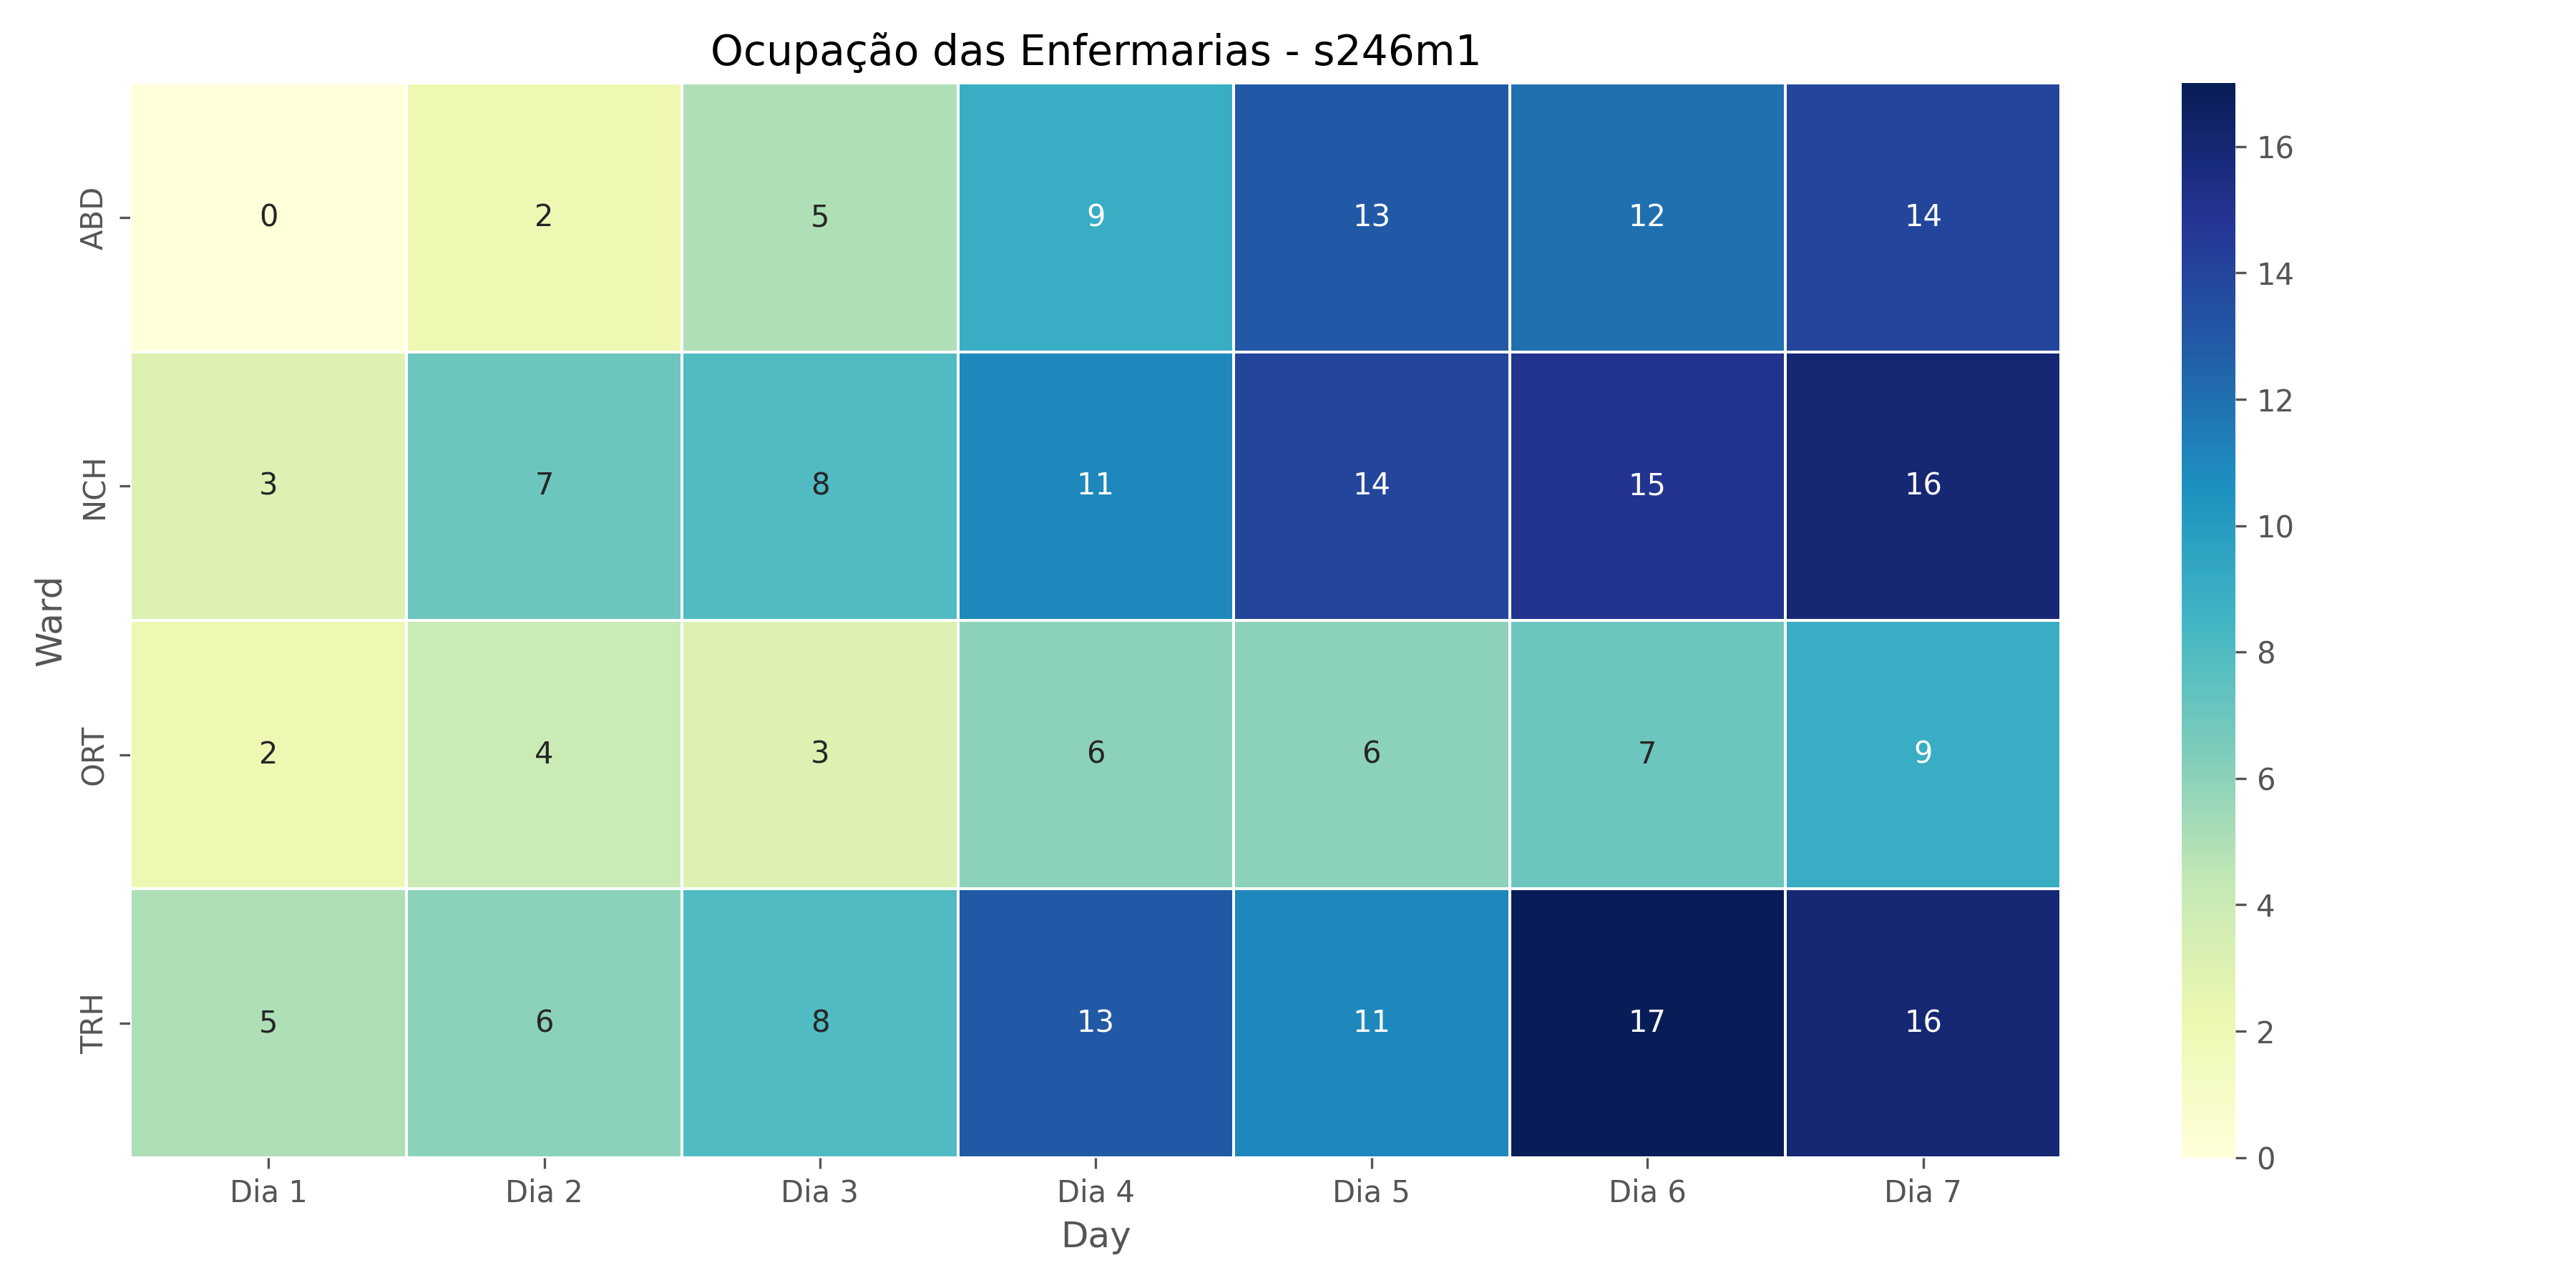 Ocupação das Enfermarias - s246m1
Ward
ABD 0 2 5 9 13 12 14
NCH 3 7 8 11 14 15 16
ORT 2 4 3 6 6 7 9
TRH 5 6 8 13 11 17 16
Dia 1 Dia 2 Dia 3 Dia 4 Dia 5 Dia 6 Dia 7
Day
16
14
12
10
8
6
4
2
0